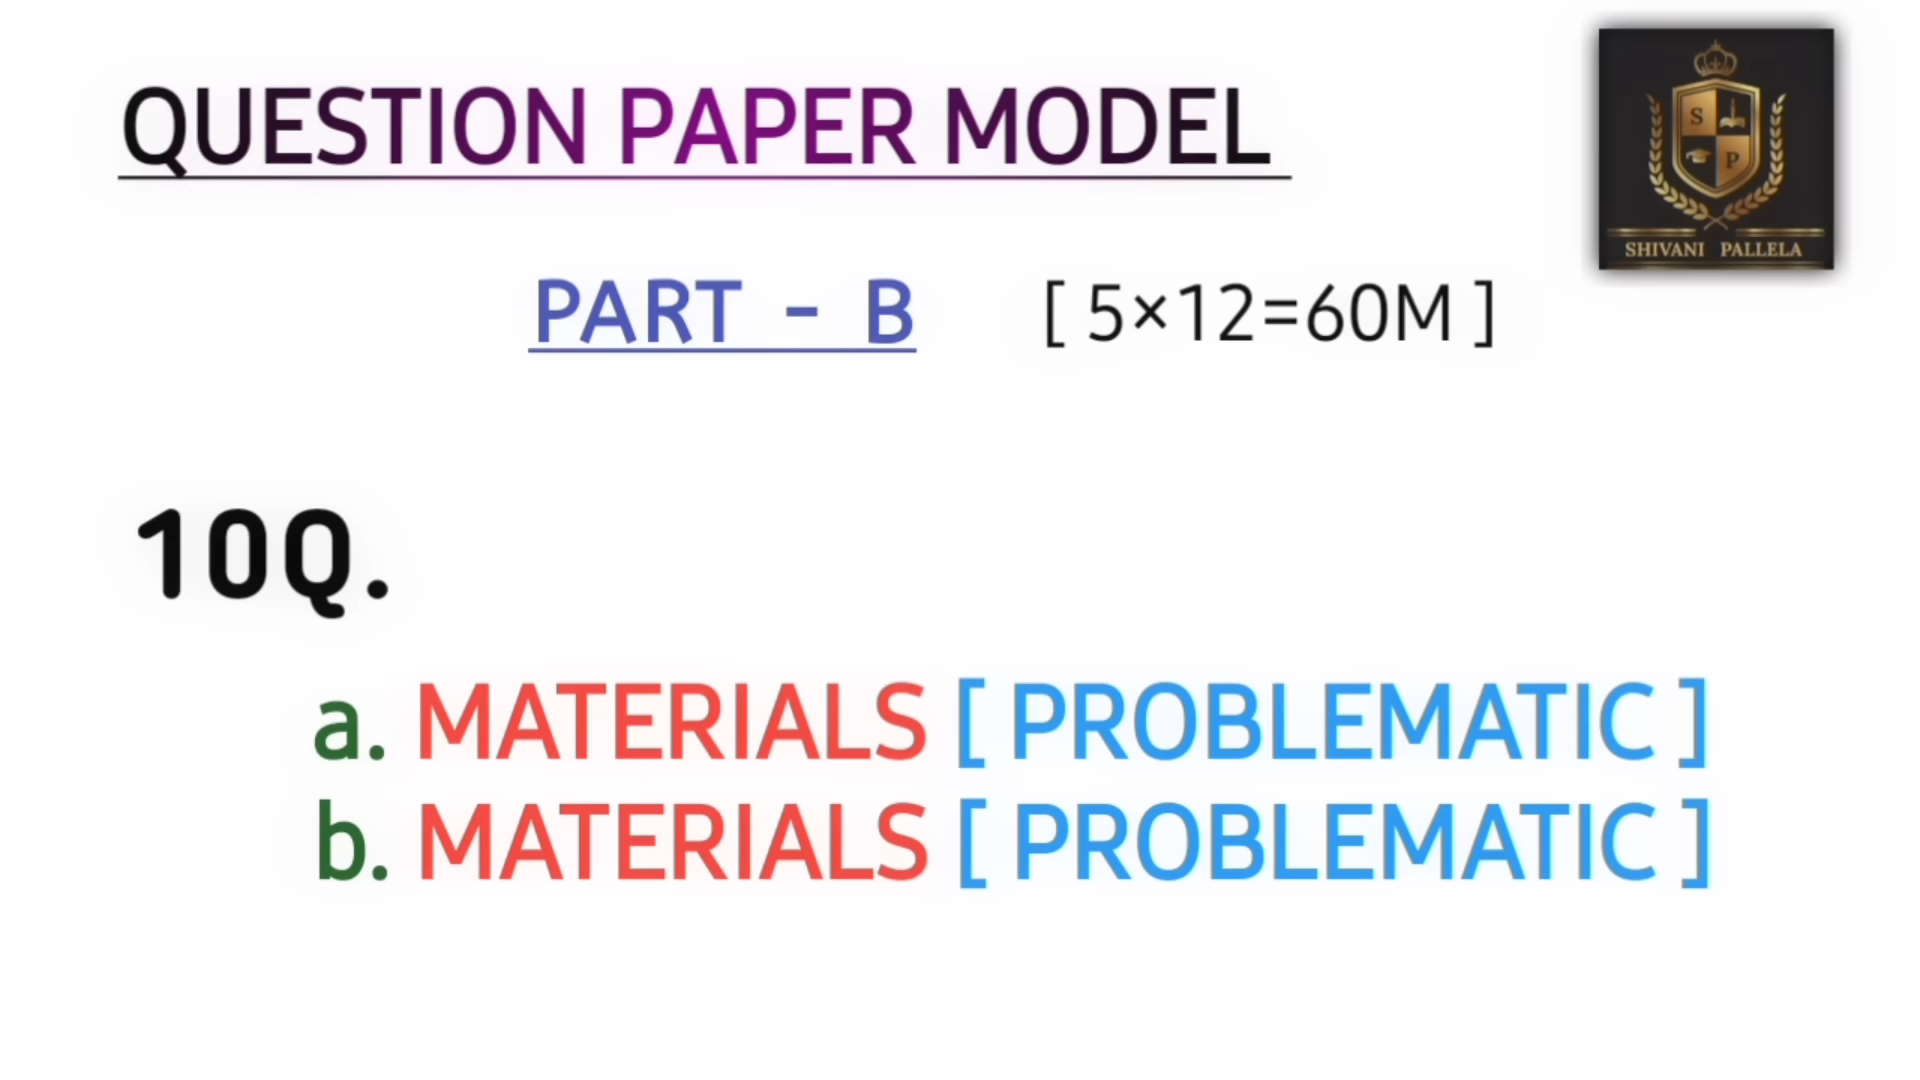 QUESTION PAPER MODEL
S
P
SHIVANI PALLELA
PART - B [ 5×12=60M ]
10Q.
a. MATERIALS [ PROBLEMATIC ]
b. MATERIALS [ PROBLEMATIC ]